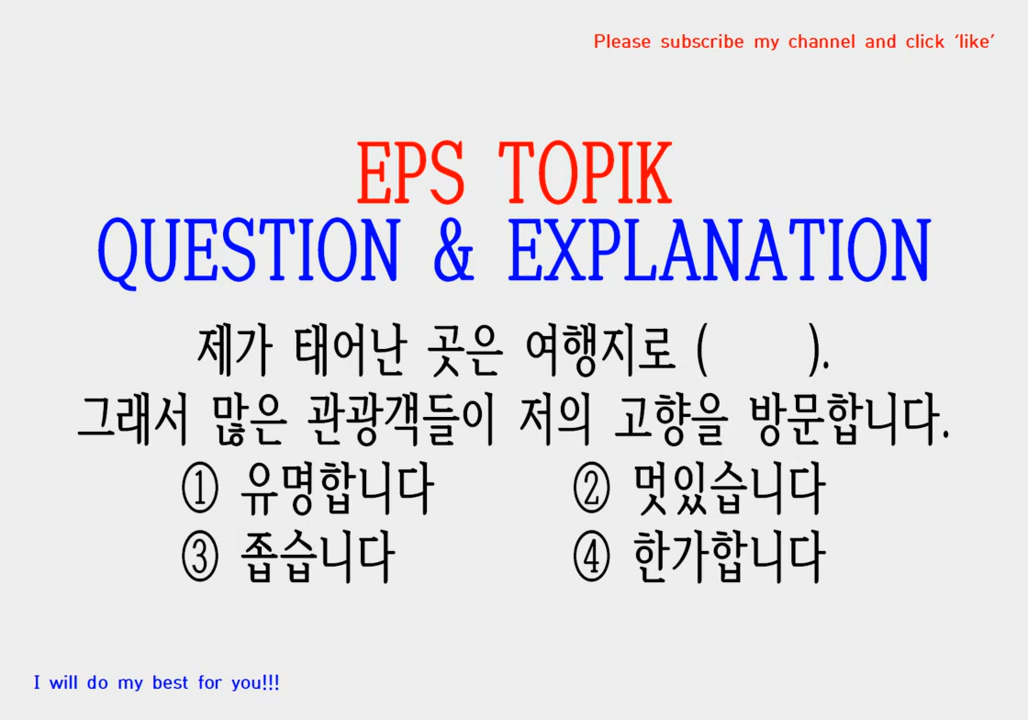 Please subscribe my channel and click ‘like’
EPS TOPIK
QUESTION & EXPLANATION
제가 태어난 곳은 여행지로 (      ).
그래서 많은 관광객들이 저의 고향을 방문합니다.
① 유명합니다 ② 멋있습니다
③ 좁습니다 ④ 한가합니다
I will do my best for you!!!